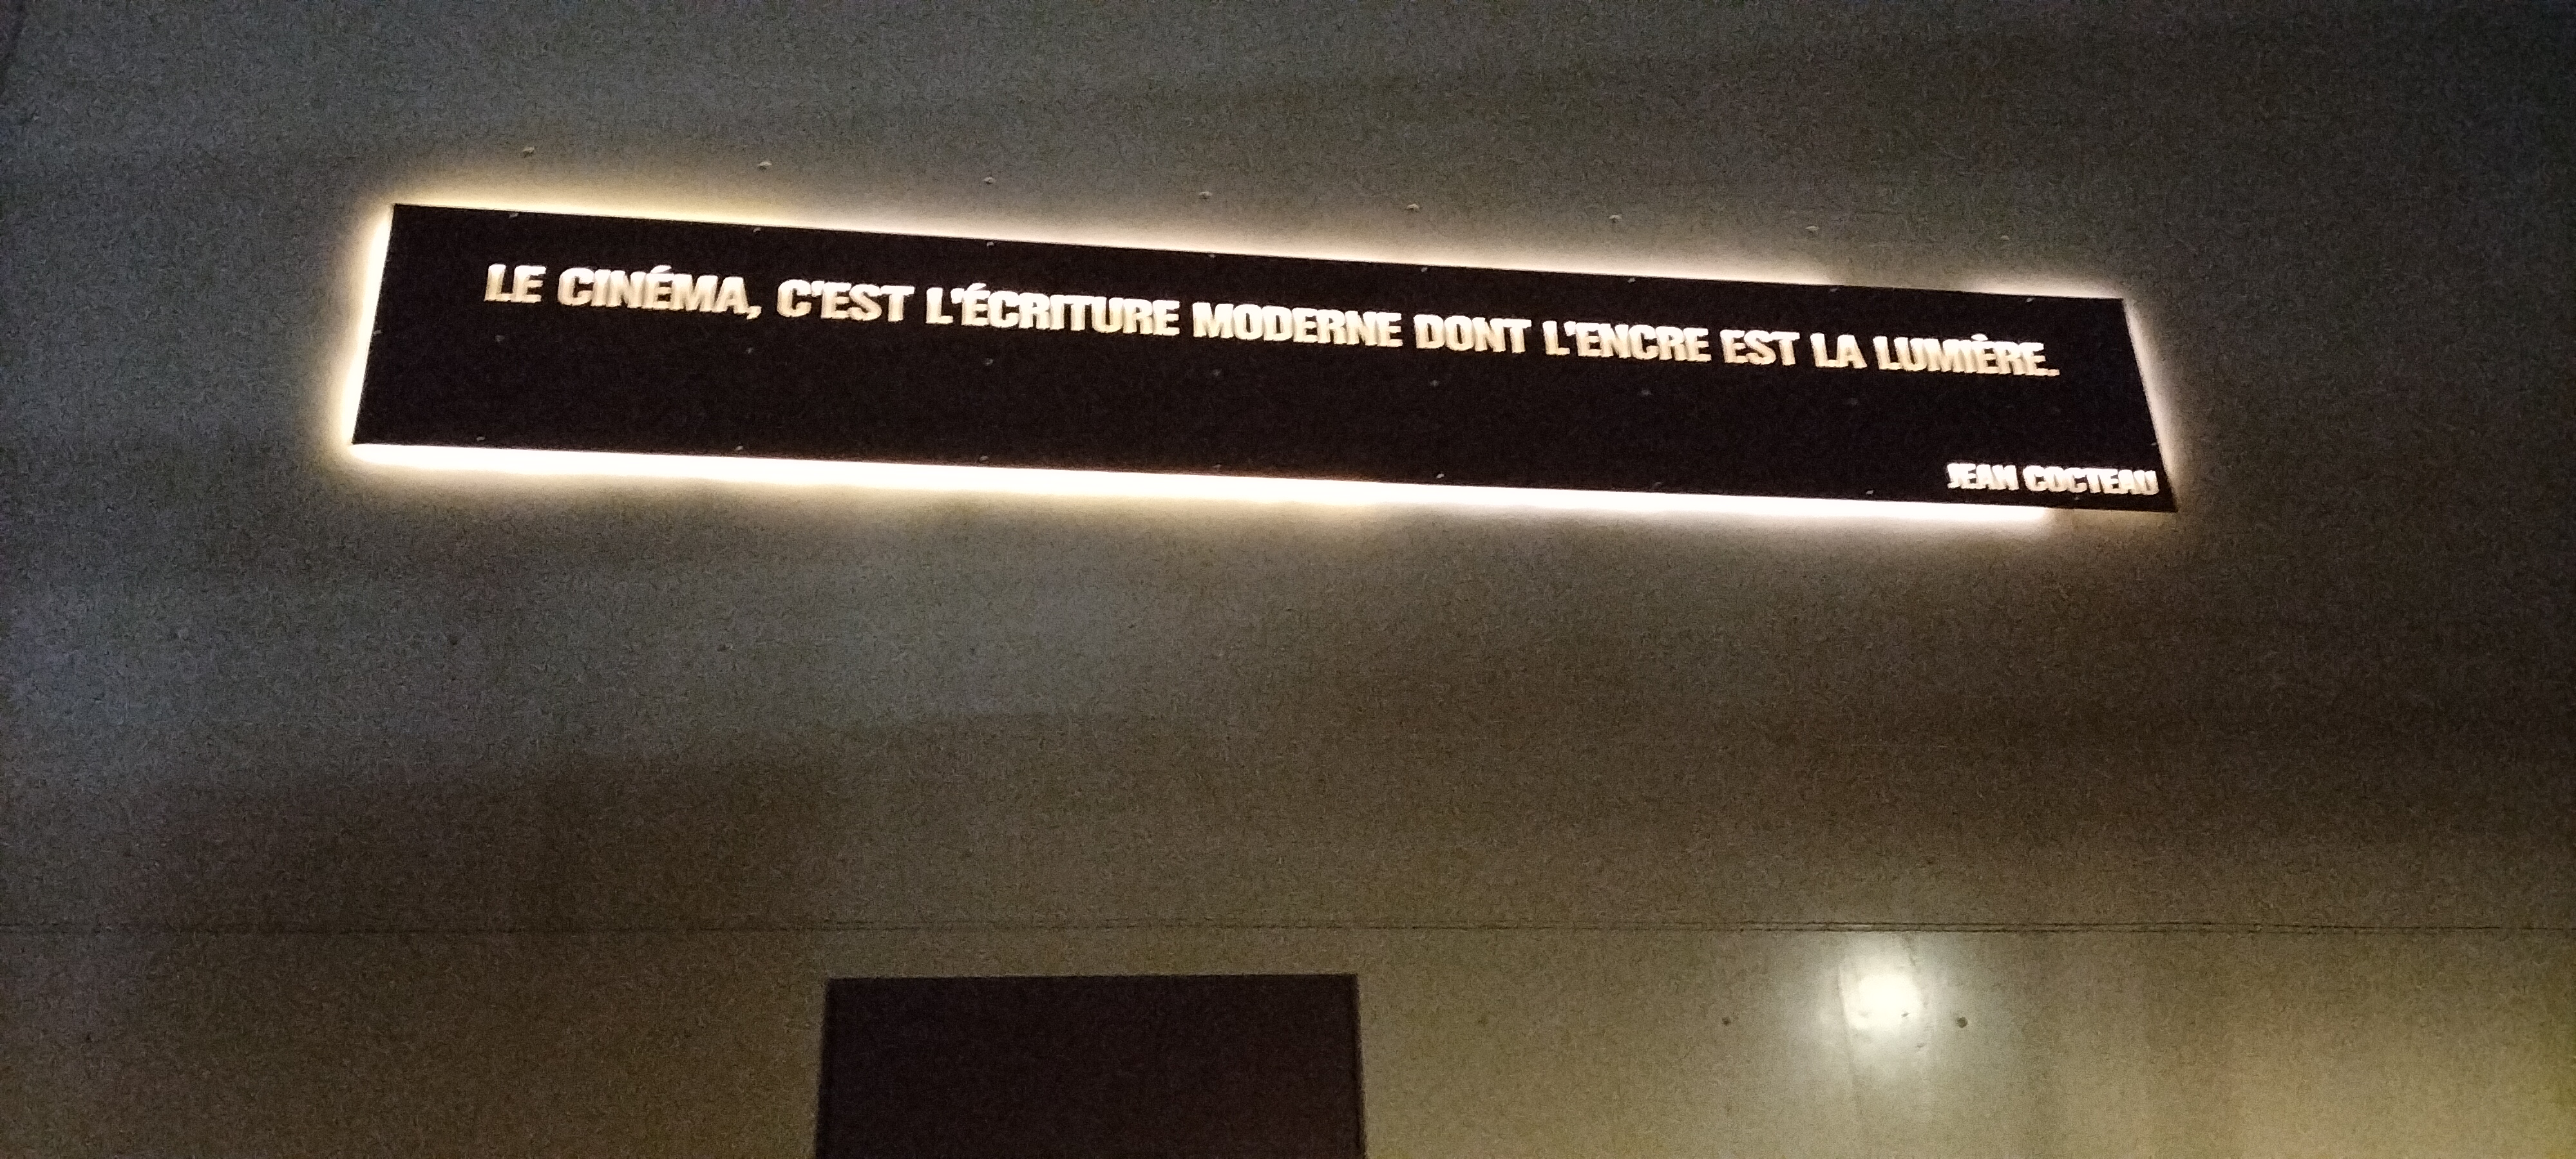 LE CINÉMA, C'EST L'ÉCRITURE MODERNE DONT L'ENCRE EST LA LUMIÈRE.
JEAN COCTEAU